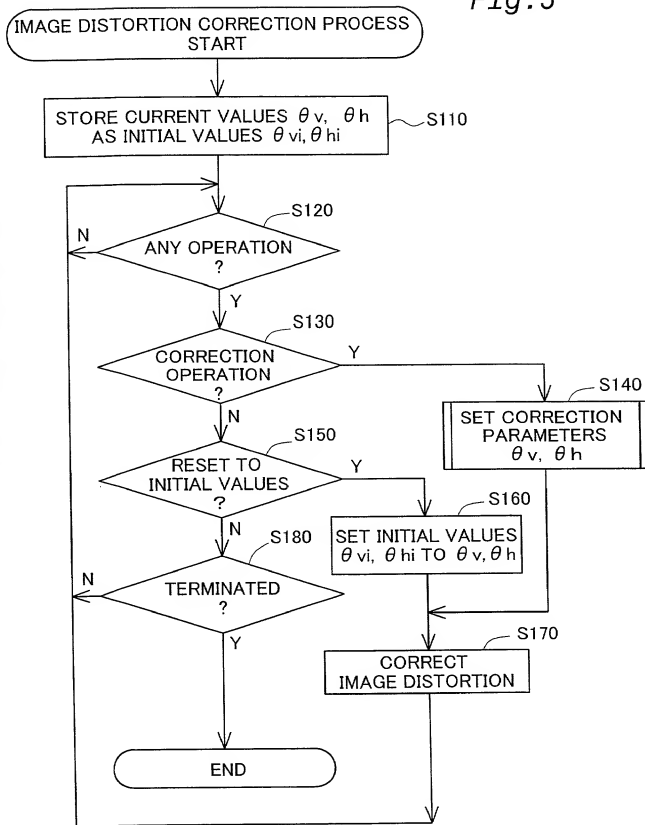 IMAGE DISTORTION CORRECTION PROCESS
START
STORE CURRENT VALUES θv, θh
AS INITIAL VALUES θvi,θhi
S110
S120
N
ANY OPERATION
?
Y
S130
CORRECTION
OPERATION
?
Y
N
S140
SET CORRECTION
PARAMETERS
θv, θh
S150
RESET TO
INITIAL VALUES
?
Y
N
S160
SET INITIAL VALUES
θvi, θhi TO θv,θh
S180
N
TERMINATED
?
Y
S170
CORRECT
IMAGE DISTORTION
END